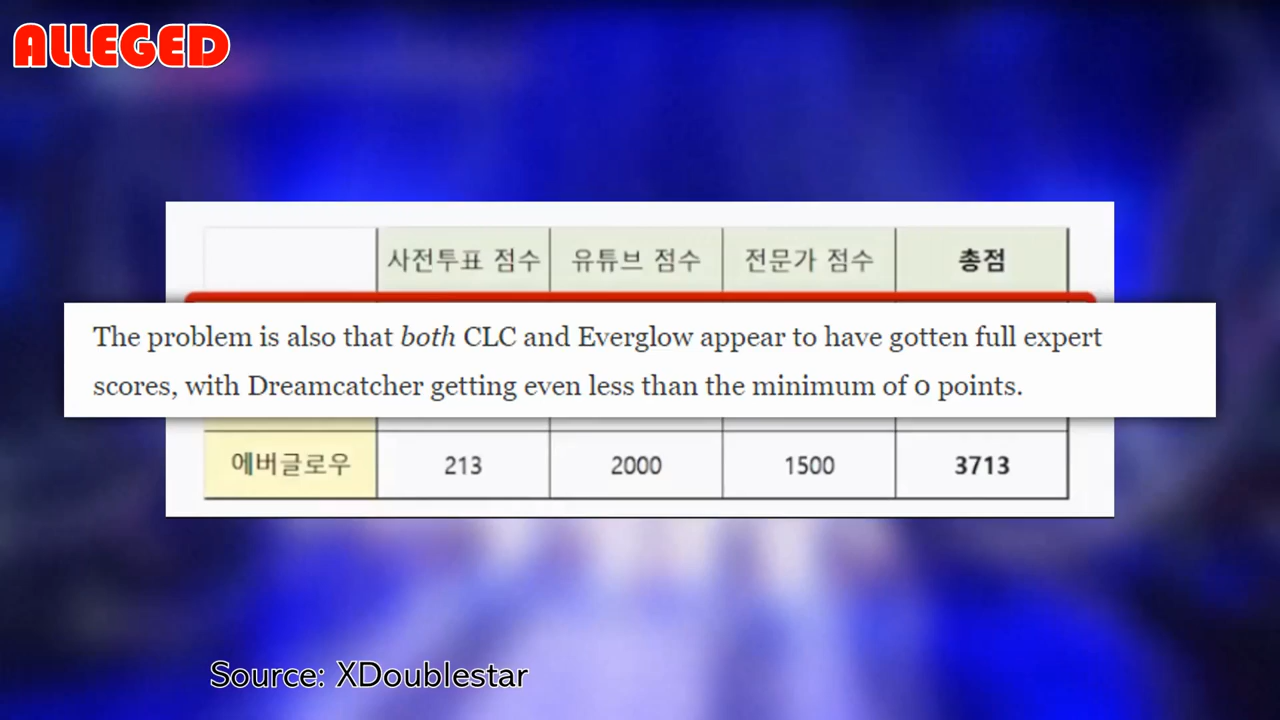 ALLEGED
사전투표 점수 유튜브 점수 전문가 점수 총점
The problem is also that both CLC and Everglow appear to have gotten full expert
scores, with Dreamcatcher getting even less than the minimum of 0 points.
에버글로우 213 2000 1500 3713
Source: XDoublestar